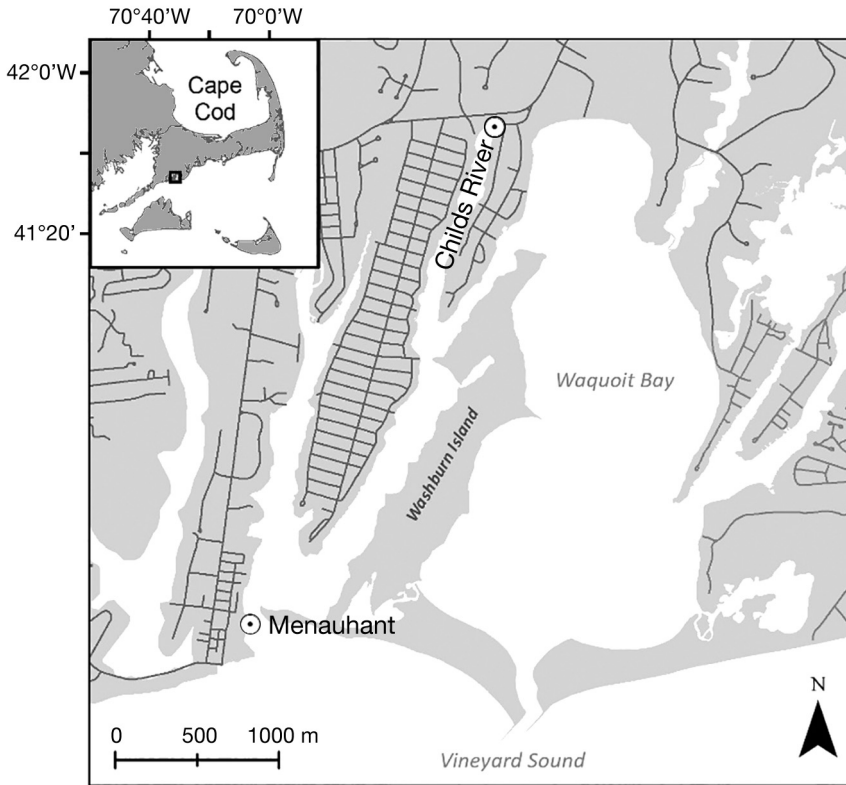 70°40’W 70°0’W
42°0’W
41°20’
Cape
Cod
Childs River
Waquoit Bay
Washburn Island
Menauhant
0 500 1000 m
N
Vineyard Sound